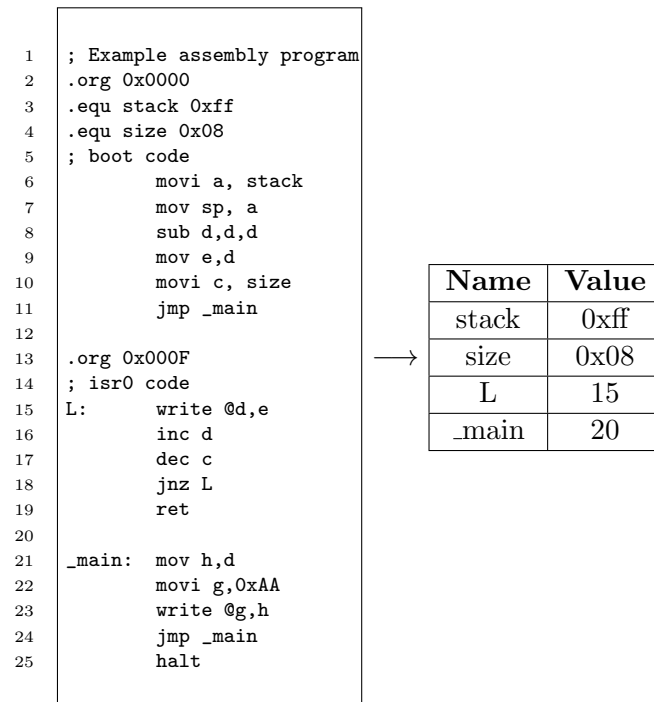 1 ; Example assembly program
2 .org 0x0000
3 .equ stack 0xff
4 .equ size 0x08
5 ; boot code
6 movi a, stack
7 mov sp, a
8 sub d,d,d
9 mov e,d
10 movi c, size
11 jmp _main
12
13 .org 0x000F
14 ; isr0 code
15 L: write @d,e
16 inc d
17 dec c
18 jnz L
19 ret
20
21 _main: mov h,d
22 movi g,0xAA
23 write @g,h
24 jmp _main
25 halt
→
Name Value
stack 0xff
size 0x08
L 15
_main 20